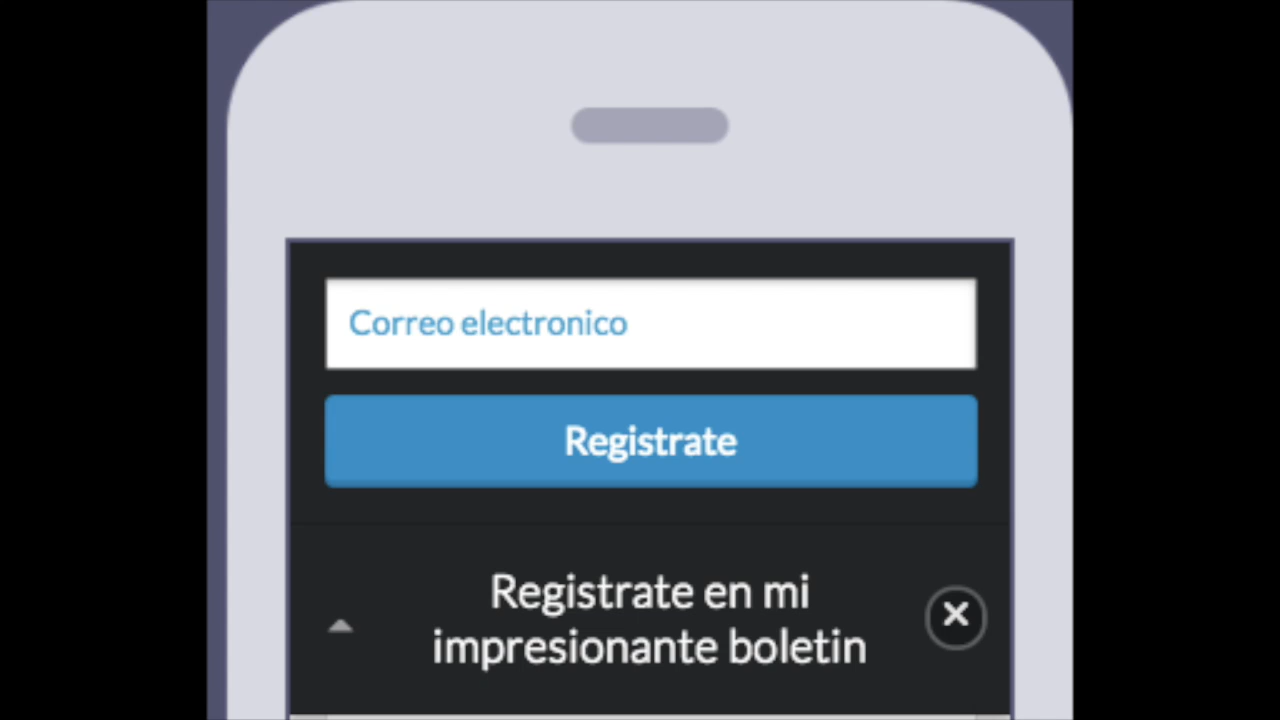 Correo electronico
Registrate
Registrate en mi
impresionante boletin